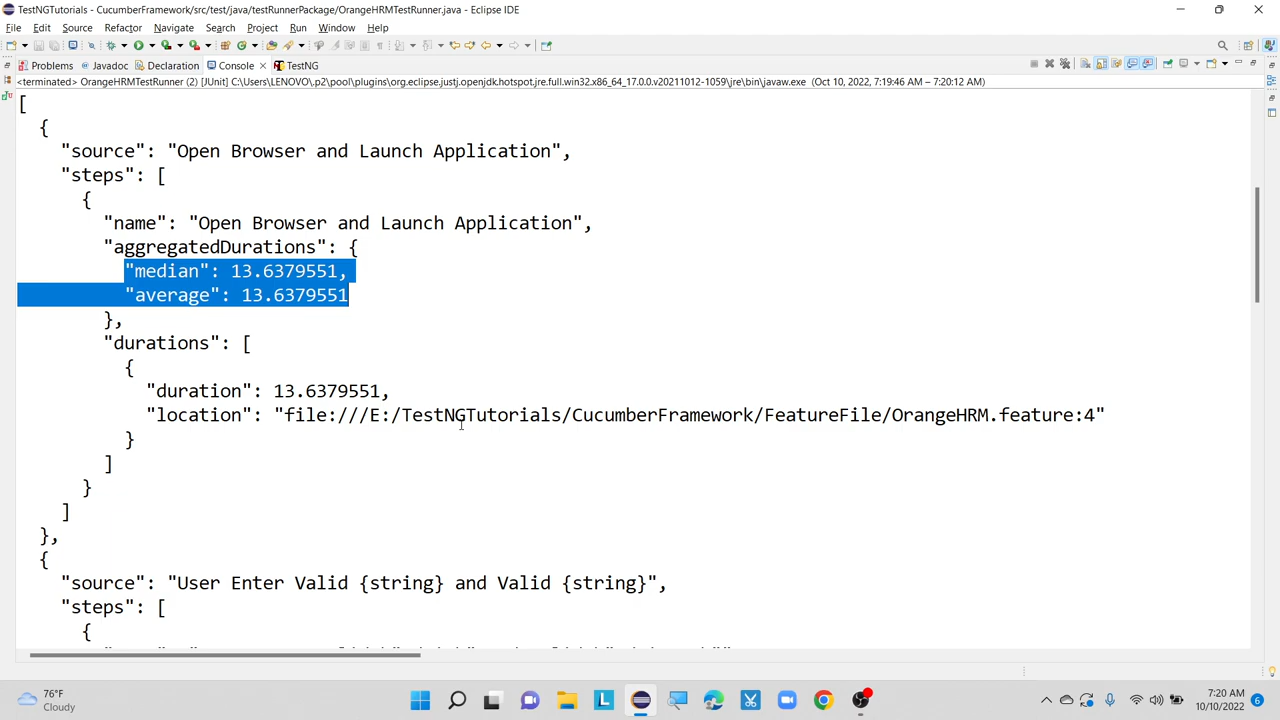 TestNGTutorials - CucumberFramework/src/test/java/testRunnerPackage/OrangeHRMTestRunner.java - Eclipse IDE
File Edit Source Refactor Navigate Search Project Run Window Help
Problems Javadoc Declaration Console TestNG
<terminated> OrangeHRMTestRunner (2) [JUnit] C:\Users\LENOVO\.p2\pool\plugins\org.eclipse.justj.openjdk.hotspot.jre.full.win32.x86_64_17.0.0.v20211012-1059\jre\bin\javaw.exe (Oct 10, 2022, 7:19:46 AM – 7:20:12 AM)
[
{
"source": "Open Browser and Launch Application",
"steps": [
{
"name": "Open Browser and Launch Application",
"aggregatedDurations": {
"median": 13.6379551,
"average": 13.6379551
},
"durations": [
{
"duration": 13.6379551,
"location": "file:///E:/TestNGTutorials/CucumberFramework/FeatureFile/OrangeHRM.feature:4"
}
]
}
]
},
{
"source": "User Enter Valid {string} and Valid {string}",
"steps": [
{
76°F
Cloudy
7:20 AM
10/10/2022
6